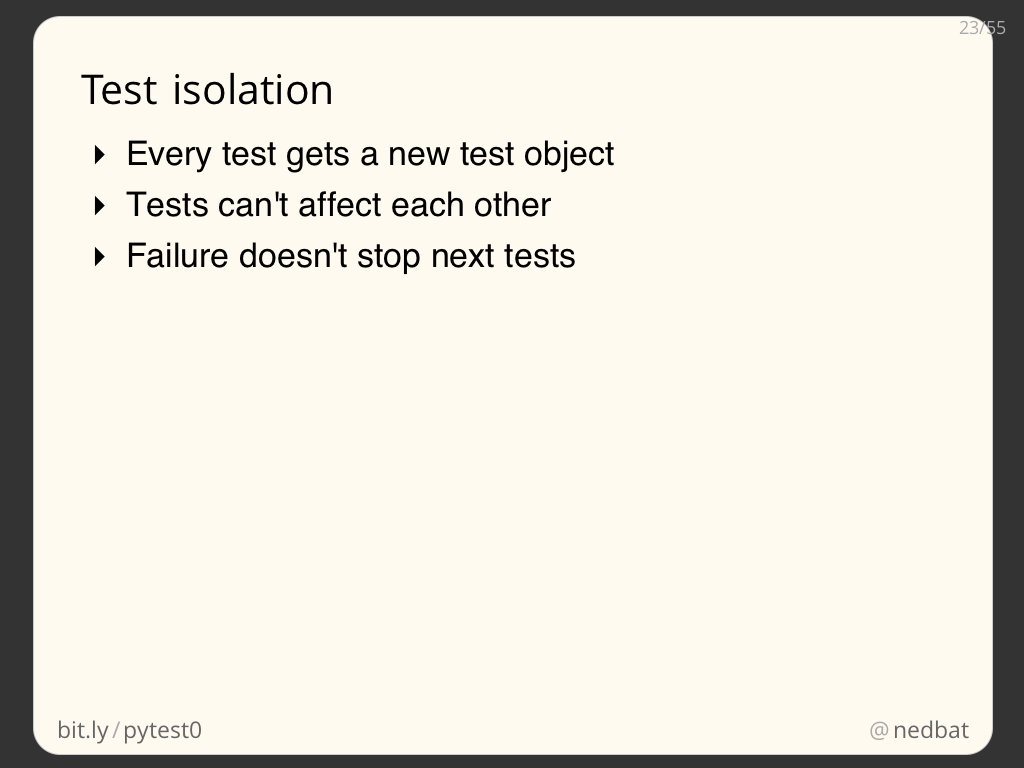 23/55
Test isolation
Every test gets a new test object
Tests can't affect each other
Failure doesn't stop next tests
bit.ly/pytest0
@nedbat